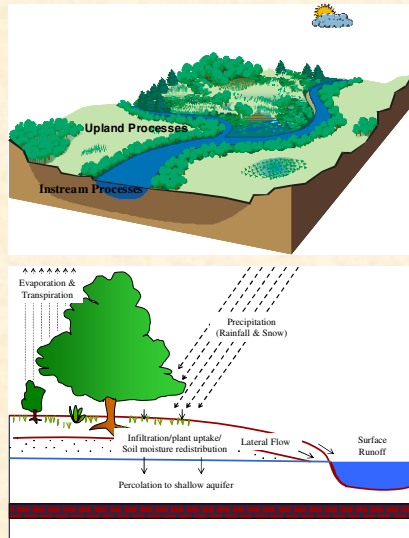 Upland Processes
Instream Processes
Evaporation &
Transpiration
Precipitation
(Rainfall & Snow)
Infiltration/plant uptake/
Soil moisture redistribution
Lateral Flow
Surface
Runoff
Percolation to shallow aquifer